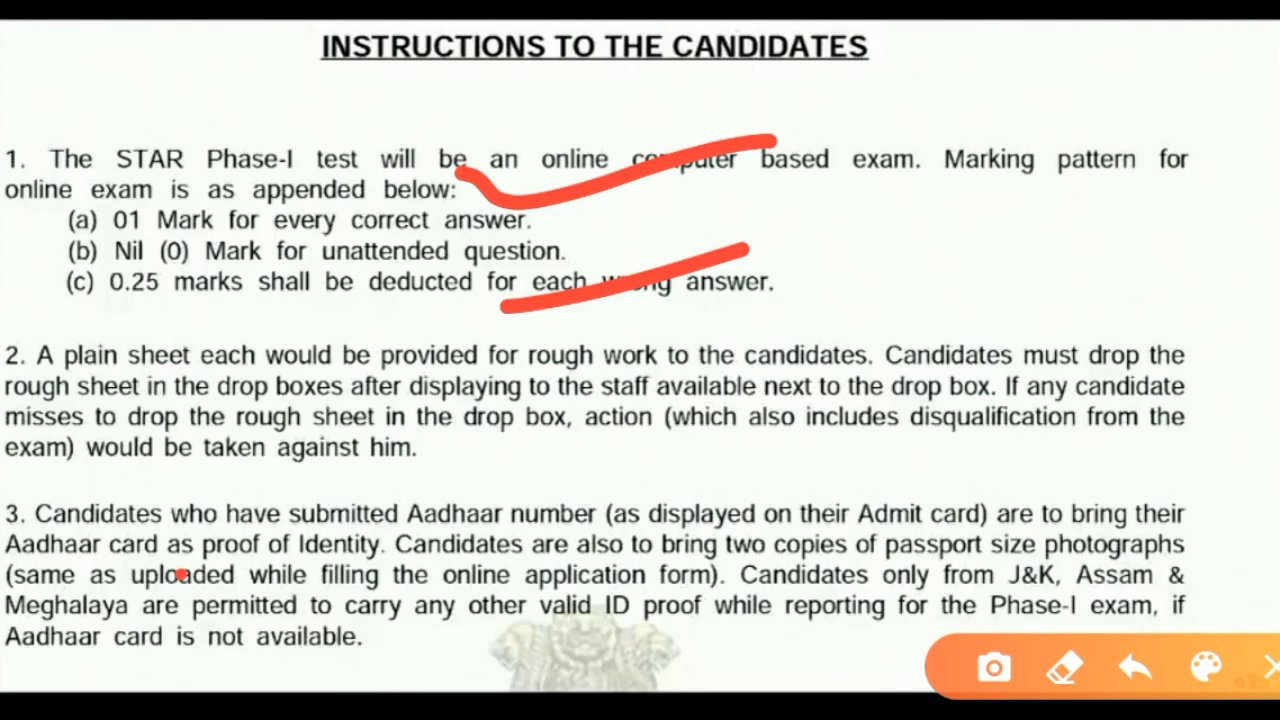 INSTRUCTIONS TO THE CANDIDATES
1. The STAR Phase-I test will be an online computer based exam. Marking pattern for
online exam is as appended below:
(a) 01 Mark for every correct answer.
(b) Nil (0) Mark for unattended question.
(c) 0.25 marks shall be deducted for each wrong answer.
2. A plain sheet each would be provided for rough work to the candidates. Candidates must drop the
rough sheet in the drop boxes after displaying to the staff available next to the drop box. If any candidate
misses to drop the rough sheet in the drop box, action (which also includes disqualification from the
exam) would be taken against him.
3. Candidates who have submitted Aadhaar number (as displayed on their Admit card) are to bring their
Aadhaar card as proof of Identity. Candidates are also to bring two copies of passport size photographs
(same as uploaded while filling the online application form). Candidates only from J&K, Assam &
Meghalaya are permitted to carry any other valid ID proof while reporting for the Phase-I exam, if
Aadhaar card is not available.